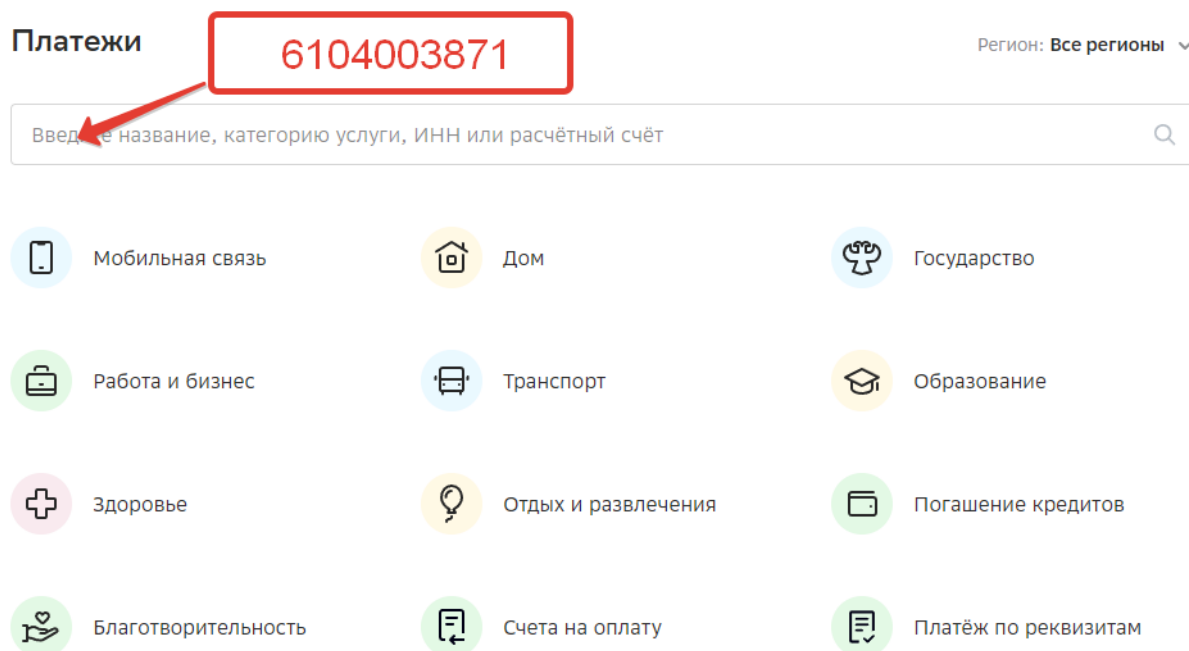 Платежи
6104003871
Регион: Все регионы
Введ е название, категорию услуги, ИНН или расчётный счёт
Мобильная связь
Дом
Государство
Работа и бизнес
Транспорт
Образование
Здоровье
Отдых и развлечения
Погашение кредитов
Благотворительность
Счета на оплату
Платёж по реквизитам